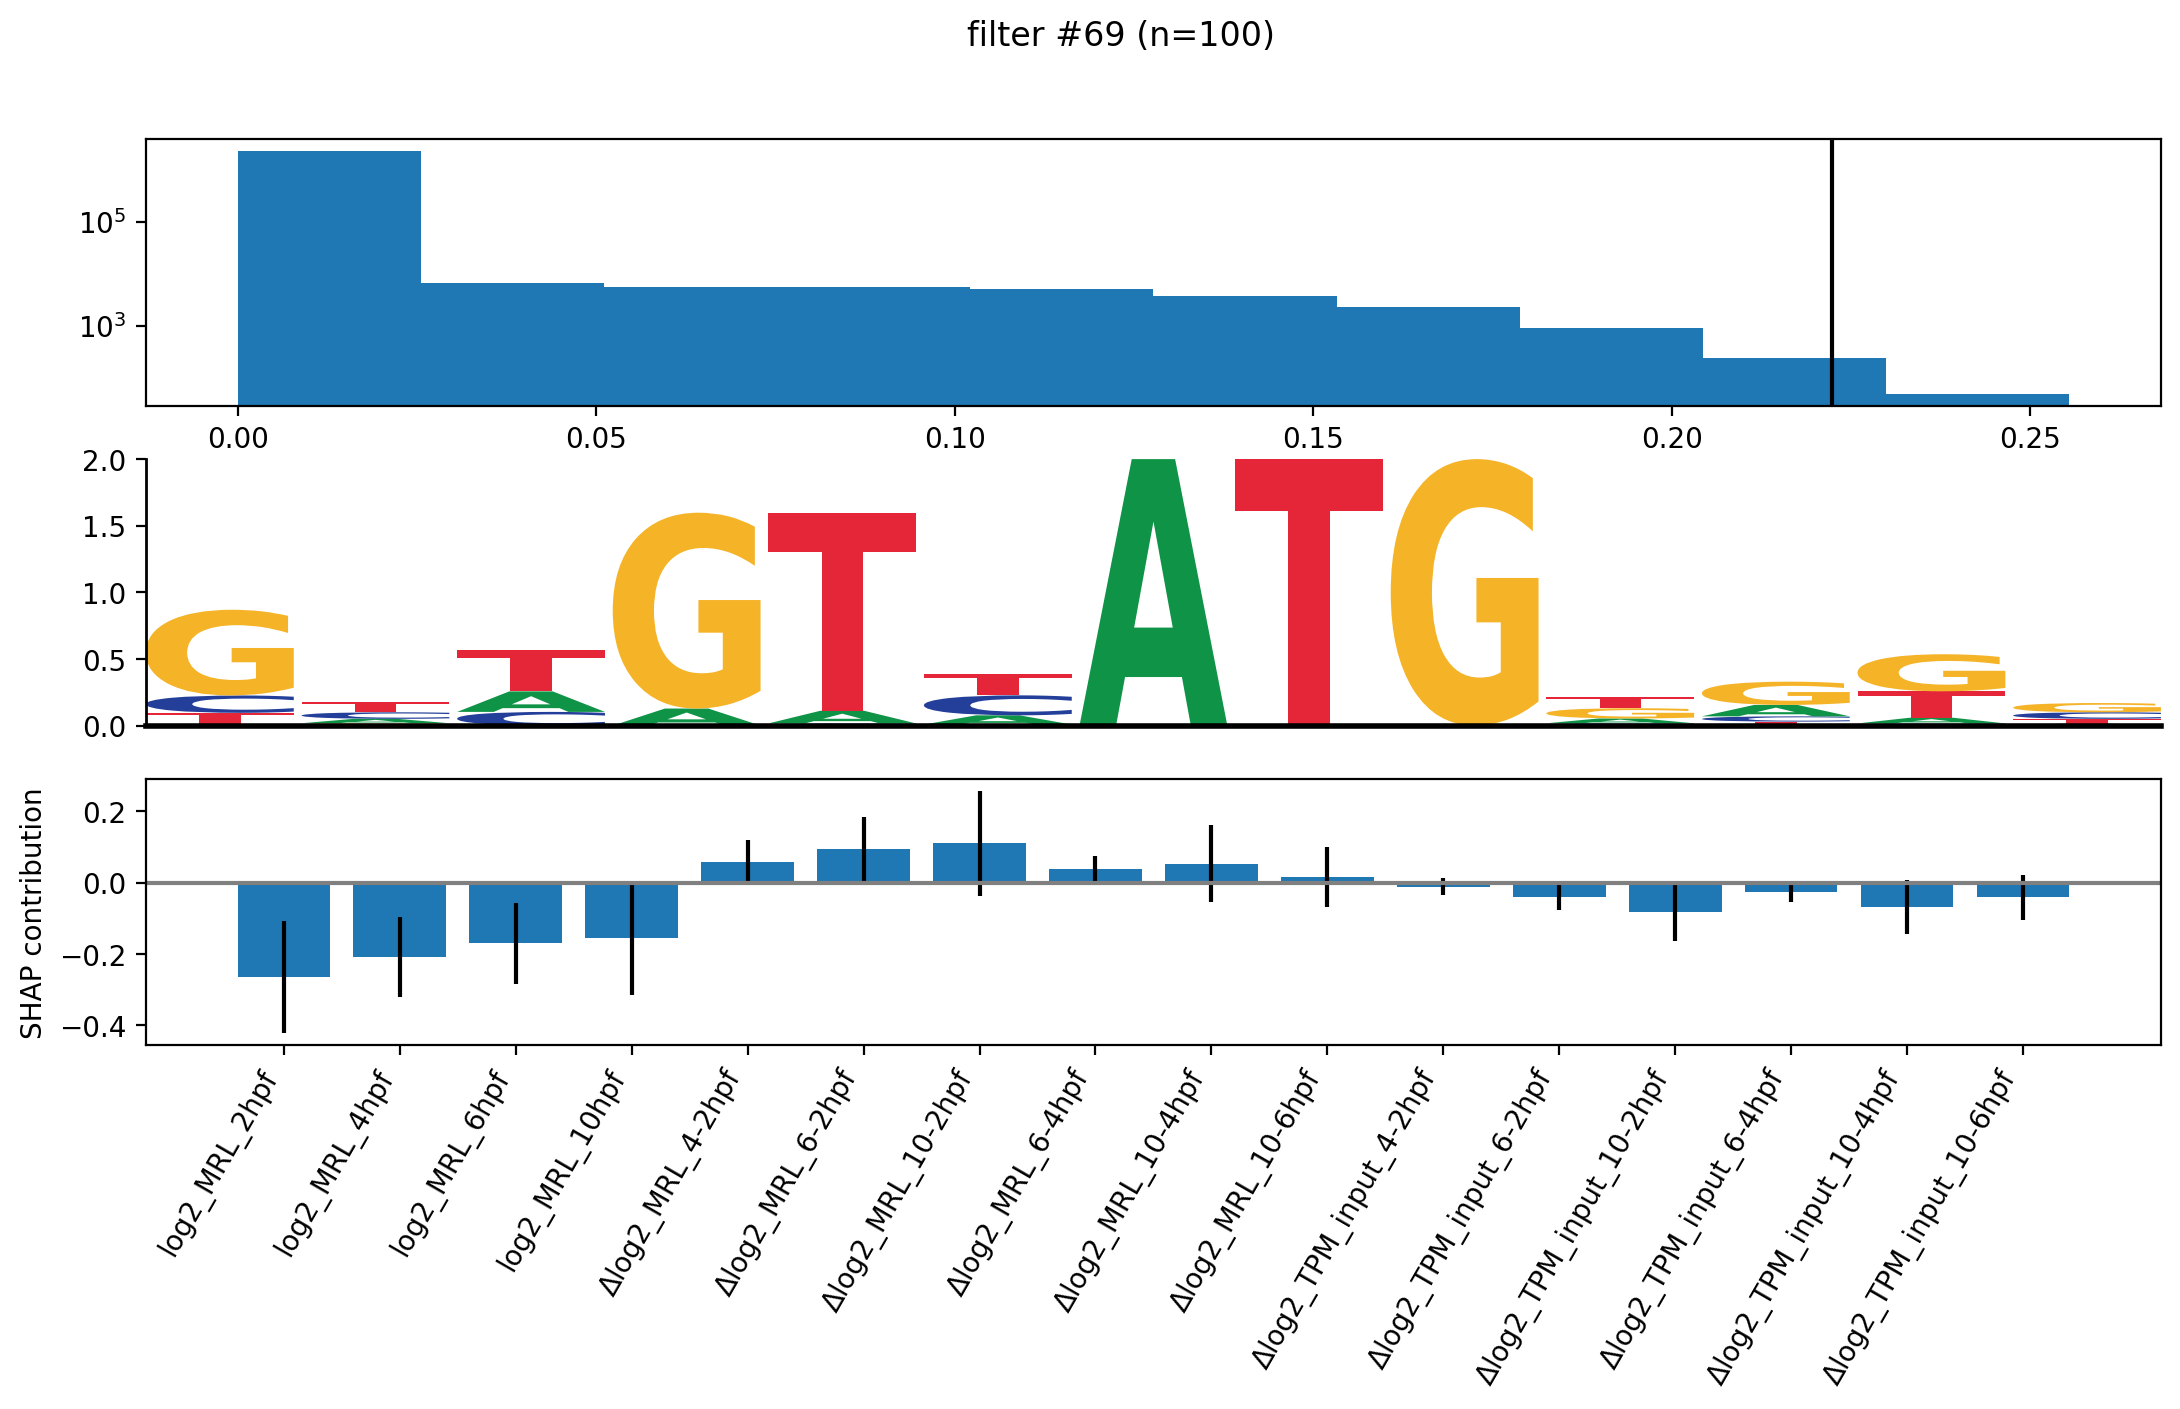 filter #69 (n=100)
10^5
10^3
0.00 0.05 0.10 0.15 0.20 0.25
2.0
1.5
1.0
0.5
0.0
G C T T C A T A C G A T A T C A A T G T G A G A C T G T A G C T
SHAP contribution
0.2
0.0
−0.2
−0.4
log2_MRL_2hpf
log2_MRL_4hpf
log2_MRL_6hpf
log2_MRL_10hpf
Δlog2_MRL_4-2hpf
Δlog2_MRL_6-2hpf
Δlog2_MRL_10-2hpf
Δlog2_MRL_6-4hpf
Δlog2_MRL_10-4hpf
Δlog2_MRL_10-6hpf
Δlog2_TPM_input_4-2hpf
Δlog2_TPM_input_6-2hpf
Δlog2_TPM_input_10-2hpf
Δlog2_TPM_input_6-4hpf
Δlog2_TPM_input_10-4hpf
Δlog2_TPM_input_10-6hpf